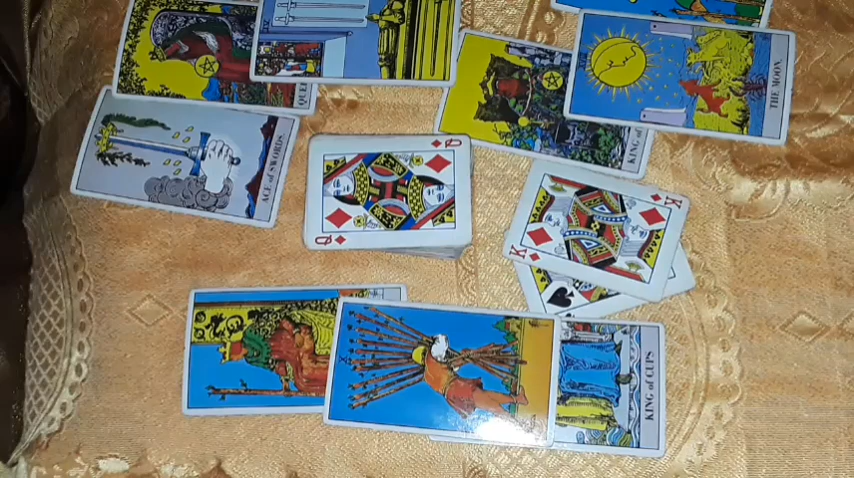 QUE
KING of
THE MOON.
ACE of SWORDS.
Q
Q
K
K
X
KING of CUPS